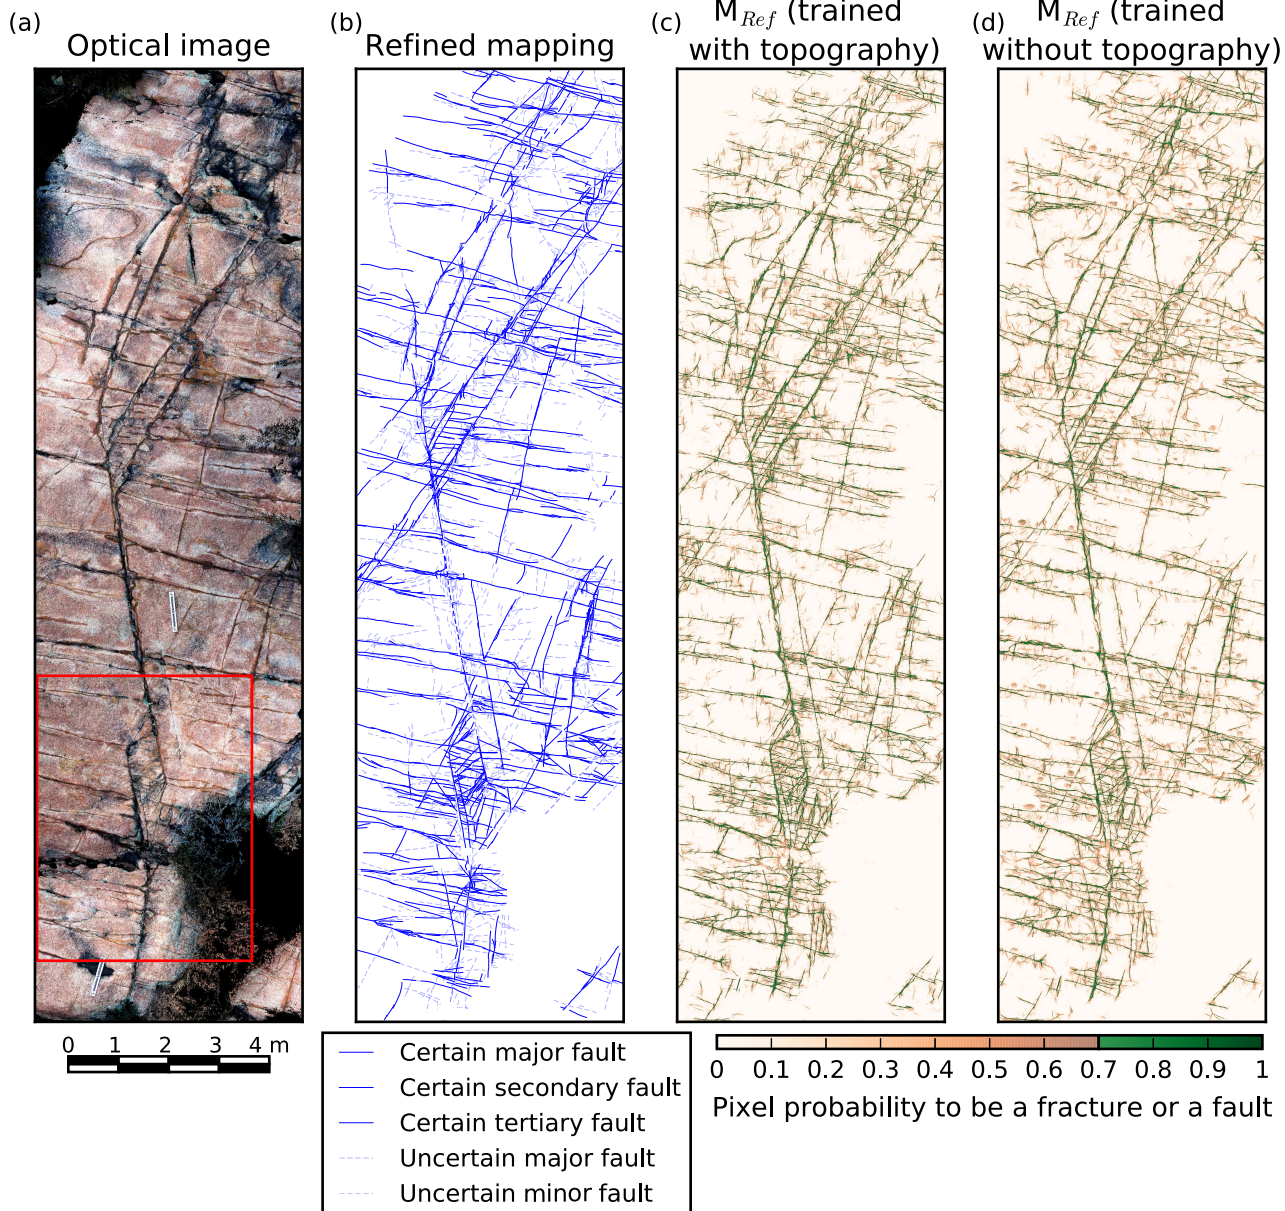 (a)
Optical image
(b)
Refined mapping
(c)
M_Ref (trained
with topography)
(d)
M_Ref (trained
without topography)
0 1 2 3 4 m
Certain major fault
Certain secondary fault
Certain tertiary fault
Uncertain major fault
Uncertain minor fault
0 0.1 0.2 0.3 0.4 0.5 0.6 0.7 0.8 0.9 1
Pixel probability to be a fracture or a fault